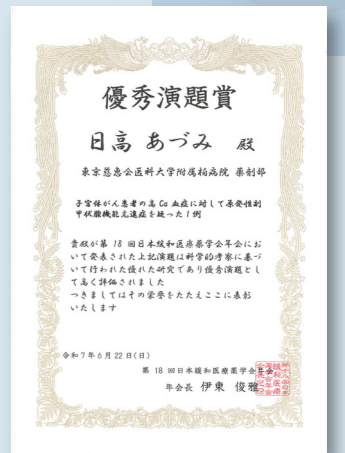 優秀演題賞
日高 あづみ 殿
東京慈恵会医科大学附属柏病院 薬剤部
子宮体がん患者の高Ca血症に対して原発性副
甲状腺機能亢進症を疑った1例
貴殿が第18回日本緩和医療薬学会年会にお
いて発表された上記演題は科学的考察に基づ
いて行われた優れた研究であり優秀演題とし
て高く評価されました
つきましてはその栄誉をたたえここに表彰
いたします
令和7年6月22日(日)
第18回日本緩和医療薬学会年会
年会長 伊東 俊雅